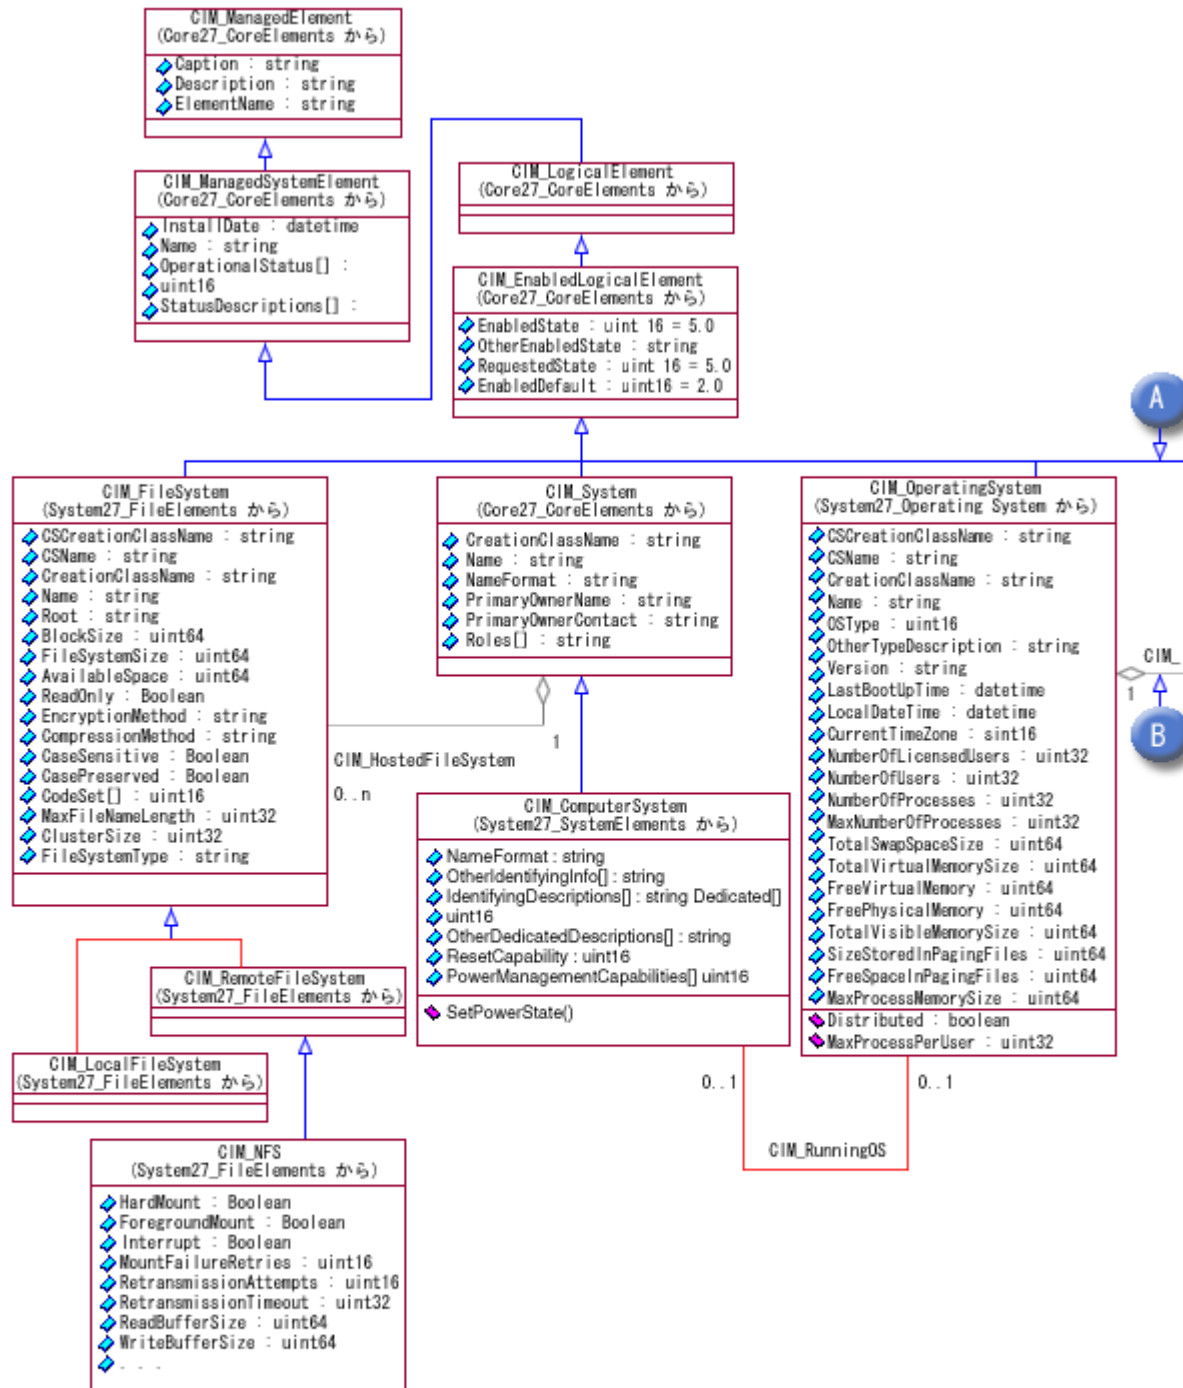 CIM_ManagedElement
(Core27_CoreElements から)
Caption : string
Description : string
ElementName : string
CIM_ManagedSystemElement
(Core27_CoreElements から)
InstallDate : datetime
Name : string
OperationalStatus[] :
uint16
StatusDescriptions[] :
CIM_LogicalElement
(Core27_CoreElements から)
CIM_EnabledLogicalElement
(Core27_CoreElements から)
EnabledState : uint 16 = 5.0
OtherEnabledState : string
RequestedState : uint 16 = 5.0
EnabledDefault : uint16 = 2.0
A
CIM_FileSystem
(System27_FileElements から)
CSCreationClassName : string
CSName : string
CreationClassName : string
Name : string
Root : string
BlockSize : uint64
FileSystemSize : uint64
AvailableSpace : uint64
ReadOnly : Boolean
EncryptionMethod : string
CompressionMethod : string
CaseSensitive : Boolean
CasePreserved : Boolean
CodeSet[] : uint16
MaxFileNameLength : uint32
ClusterSize : uint32
FileSystemType : string
CIM_System
(Core27_CoreElements から)
CreationClassName : string
Name : string
NameFormat : string
PrimaryOwnerName : string
PrimaryOwnerContact : string
Roles[] : string
1
CIM_HostedFileSystem
0..n
CIM_OperatingSystem
(System27_Operating System から)
CSCreationClassName : string
CSName : string
CreationClassName : string
Name : string
OSType : uint16
OtherTypeDescription : string
Version : string
LastBootUpTime : datetime
LocalDateTime : datetime
CurrentTimeZone : sint16
NumberOfLicensedUsers : uint32
NumberOfUsers : uint32
NumberOfProcesses : uint32
MaxNumberOfProcesses : uint32
TotalSwapSpaceSize : uint64
TotalVirtualMemorySize : uint64
FreeVirtualMemory : uint64
FreePhysicalMemory : uint64
TotalVisibleMemorySize : uint64
SizeStoredInPagingFiles : uint64
FreeSpaceInPagingFiles : uint64
MaxProcessMemorySize : uint64
Distributed : boolean
MaxProcessPerUser : uint32
CIM_
1
B
CIM_ComputerSystem
(System27_SystemElements から)
NameFormat : string
OtherIdentifyingInfo[] : string
IdentifyingDescriptions[] : string Dedicated[]
uint16
OtherDedicatedDescriptions[] : string
ResetCapability : uint16
PowerManagementCapabilities[] uint16
SetPowerState()
0..1
0..1
CIM_RunningOS
CIM_RemoteFileSystem
(System27_FileElements から)
CIM_LocalFileSystem
(System27_FileElements から)
CIM_NFS
(System27_FileElements から)
HardMount : Boolean
ForegroundMount : Boolean
Interrupt : Boolean
MountFailureRetries : uint16
RetransmissionAttempts : uint16
RetransmissionTimeout : uint32
ReadBufferSize : uint64
WriteBufferSize : uint64
. . .